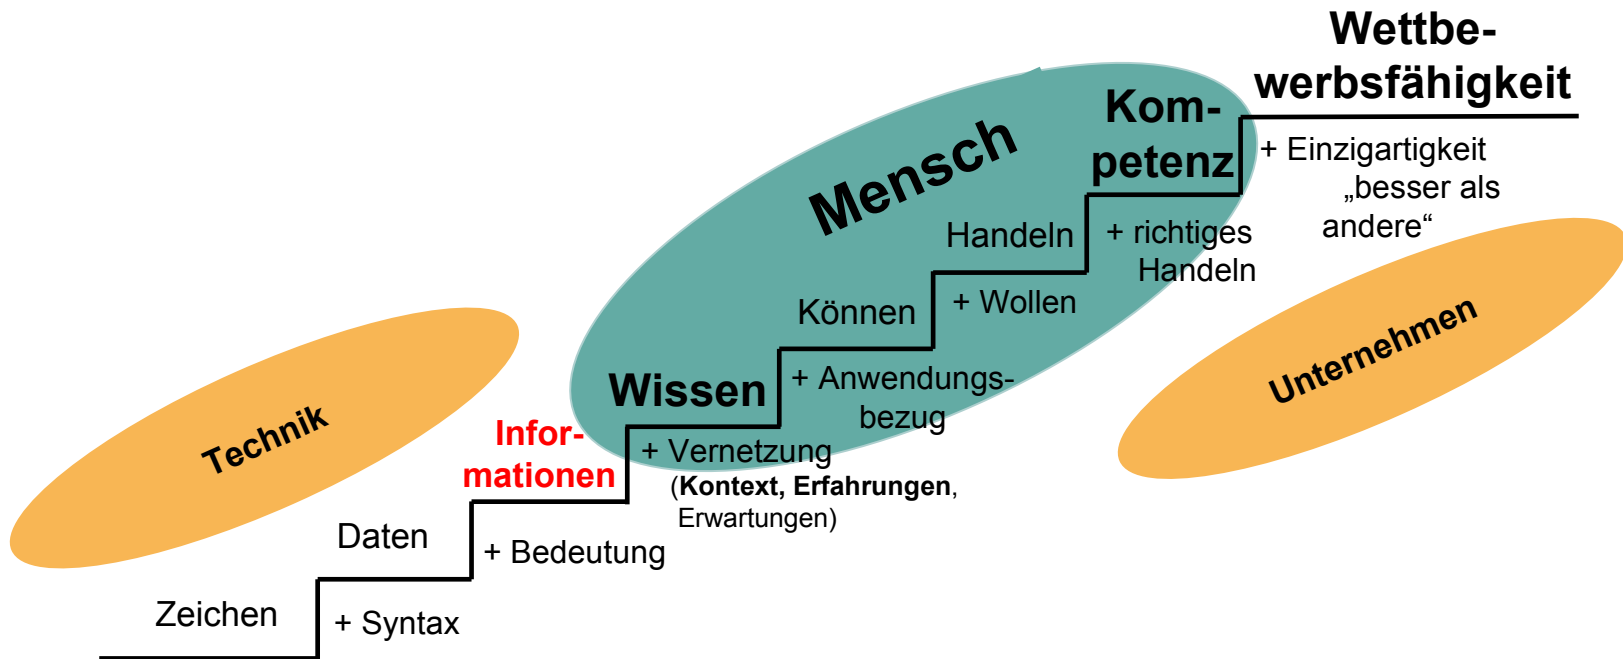 Wettbe-
werbsfähigkeit
+ Einzigartigkeit
„besser als
andere“
Kom-
petenz
+ richtiges
Handeln
Mensch
Handeln
+ Wollen
Können
+ Anwendungs-
bezug
Wissen
+ Vernetzung
(Kontext, Erfahrungen,
Erwartungen)
Infor-
mationen
+ Bedeutung
Daten
+ Syntax
Zeichen
Technik
Unternehmen